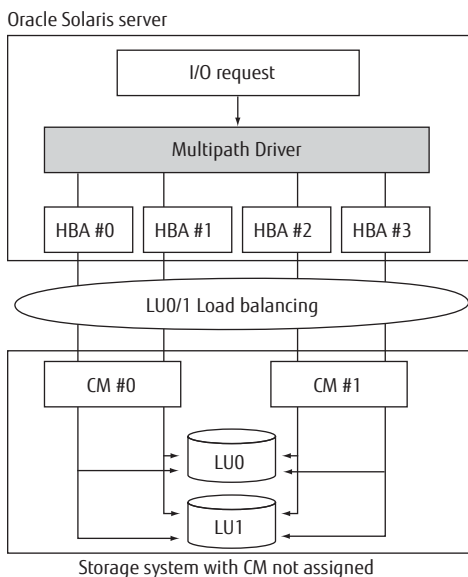 Oracle Solaris server
I/O request
Multipath Driver
HBA #0
HBA #1
HBA #2
HBA #3
LU0/1 Load balancing
CM #0
CM #1
LU0
LU1
Storage system with CM not assigned